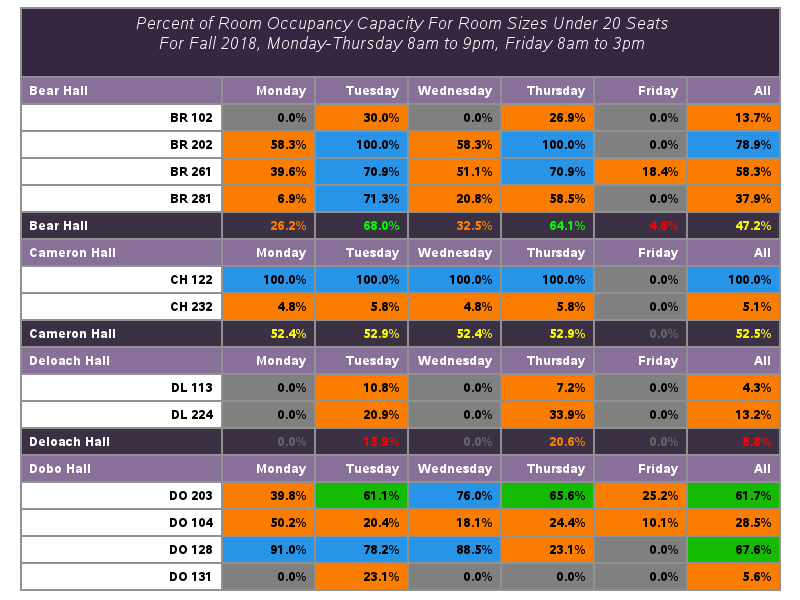 Percent of Room Occupancy Capacity For Room Sizes Under 20 Seats
For Fall 2018, Monday-Thursday 8am to 9pm, Friday 8am to 3pm
Bear Hall Monday Tuesday Wednesday Thursday Friday All
BR 102 0.0% 30.0% 0.0% 26.9% 0.0% 13.7%
BR 202 58.3% 100.0% 58.3% 100.0% 0.0% 78.9%
BR 261 39.6% 70.9% 51.1% 70.9% 18.4% 58.3%
BR 281 6.9% 71.3% 20.8% 58.5% 0.0% 37.9%
Bear Hall 26.2% 68.0% 32.5% 64.1% 4.6% 47.2%
Cameron Hall Monday Tuesday Wednesday Thursday Friday All
CH 122 100.0% 100.0% 100.0% 100.0% 0.0% 100.0%
CH 232 4.8% 5.8% 4.8% 5.8% 0.0% 5.1%
Cameron Hall 52.4% 52.9% 52.4% 52.9% 0.0% 52.5%
Deloach Hall Monday Tuesday Wednesday Thursday Friday All
DL 113 0.0% 10.8% 0.0% 7.2% 0.0% 4.3%
DL 224 0.0% 20.9% 0.0% 33.9% 0.0% 13.2%
Deloach Hall 0.0% 15.9% 0.0% 20.6% 0.0% 8.8%
Dobo Hall Monday Tuesday Wednesday Thursday Friday All
DO 203 39.8% 61.1% 76.0% 65.6% 25.2% 61.7%
DO 104 50.2% 20.4% 18.1% 24.4% 10.1% 28.5%
DO 128 91.0% 78.2% 88.5% 23.1% 0.0% 67.6%
DO 131 0.0% 23.1% 0.0% 0.0% 0.0% 5.6%